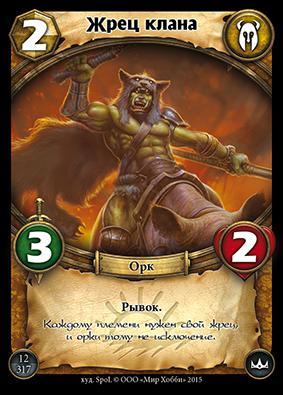 2
Жрец клана
Орк
3
2
Рывок.
Каждому племени нужен свой жрец,
и орки тому не исключение.
12
317
худ. SpoI, © ООО «Мир Хобби» 2015